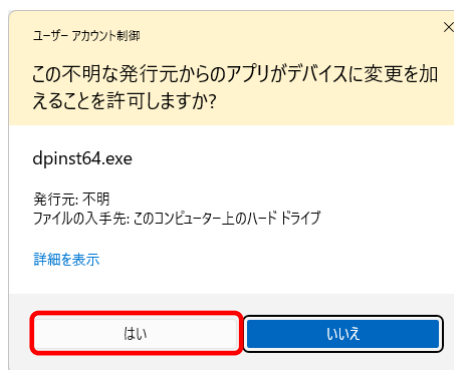 ユーザー アカウント制御
この不明な発行元からのアプリがデバイスに変更を加
えることを許可しますか?
dpinst64.exe
発行元: 不明
ファイルの入手先: このコンピューター上のハード ドライブ
詳細を表示
はい
いいえ